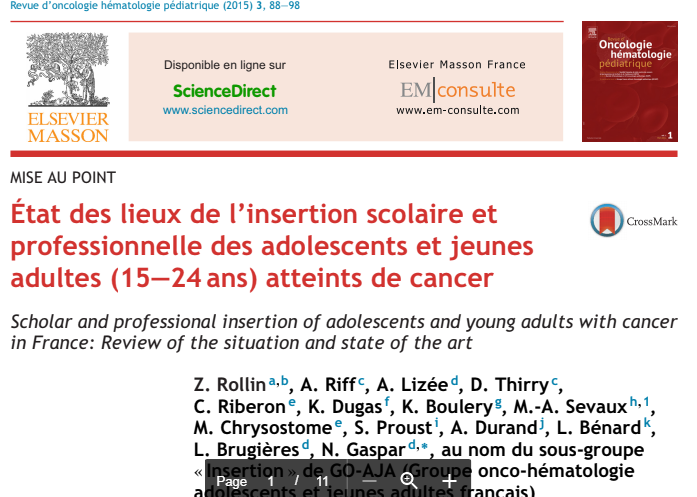 Revue d'oncologie hématologie pédiatrique (2015) 3, 88—98
Disponible en ligne sur
ScienceDirect
www.sciencedirect.com
Elsevier Masson France
EM|consulte
www.em-consulte.com
Oncologie
hématologie
pédiatrique
1
ELSEVIER
MASSON
MISE AU POINT
État des lieux de l'insertion scolaire et
professionnelle des adolescents et jeunes
adultes (15—24 ans) atteints de cancer
CrossMark
Scholar and professional insertion of adolescents and young adults with cancer
in France: Review of the situation and state of the art
Z. Rollin a,b, A. Riff c, A. Lizée d, D. Thirry c,
C. Riberon e, K. Dugas f, K. Boulery g, M.-A. Sevaux h,1,
M. Chrysostome e, S. Proust i, A. Durand j, L. Bénard k,
L. Brugières d, N. Gaspar d,*, au nom du sous-groupe
« Insertion » de GO-AJA (Groupe onco-hématologie
adolescents et jeunes adultes français)
Page 1 / 11